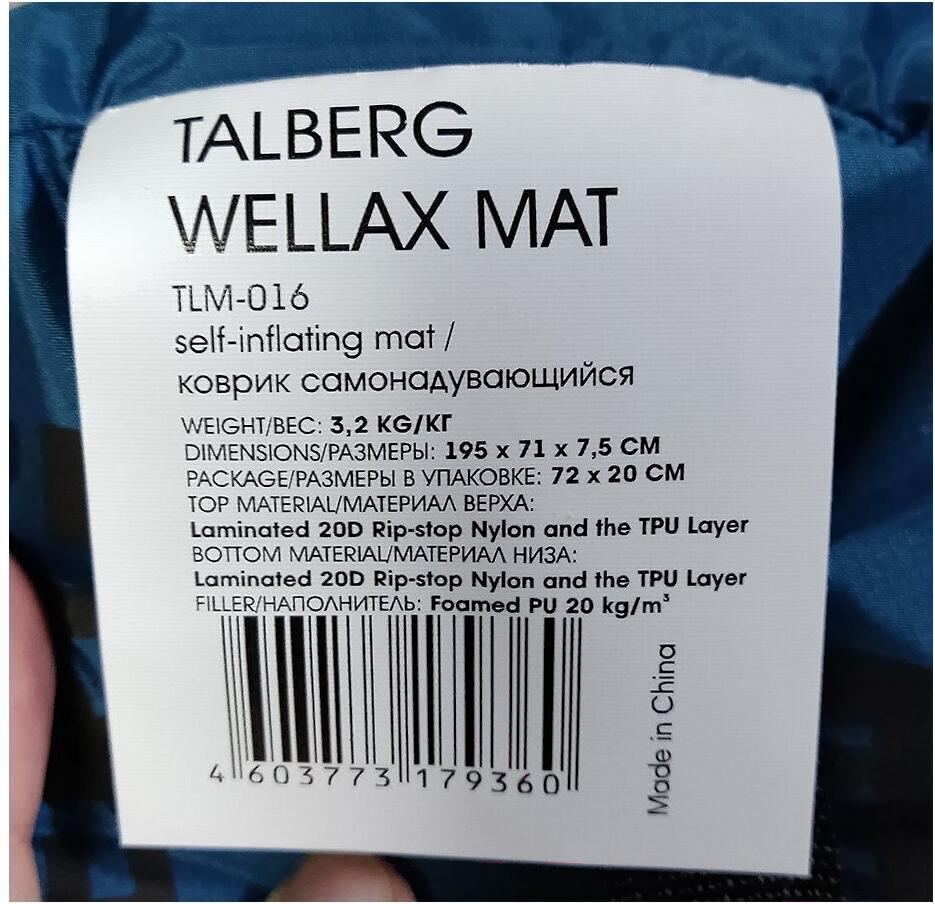 TALBERG
WELLAX MAT
TLM-016
self-inflating mat /
коврик самонадувающийся
WEIGHT/ВЕС: 3,2 KG/КГ
DIMENSIONS/РАЗМЕРЫ: 195 x 71 x 7,5 CM
PACKAGE/РАЗМЕРЫ В УПАКОВКЕ: 72 x 20 CM
TOP MATERIAL/МАТЕРИАЛ ВЕРХА:
Laminated 20D Rip-stop Nylon and the TPU Layer
BOTTOM MATERIAL/МАТЕРИАЛ НИЗА:
Laminated 20D Rip-stop Nylon and the TPU Layer
FILLER/НАПОЛНИТЕЛЬ: Foamed PU 20 kg/m³
4 603773 179360
Made in China